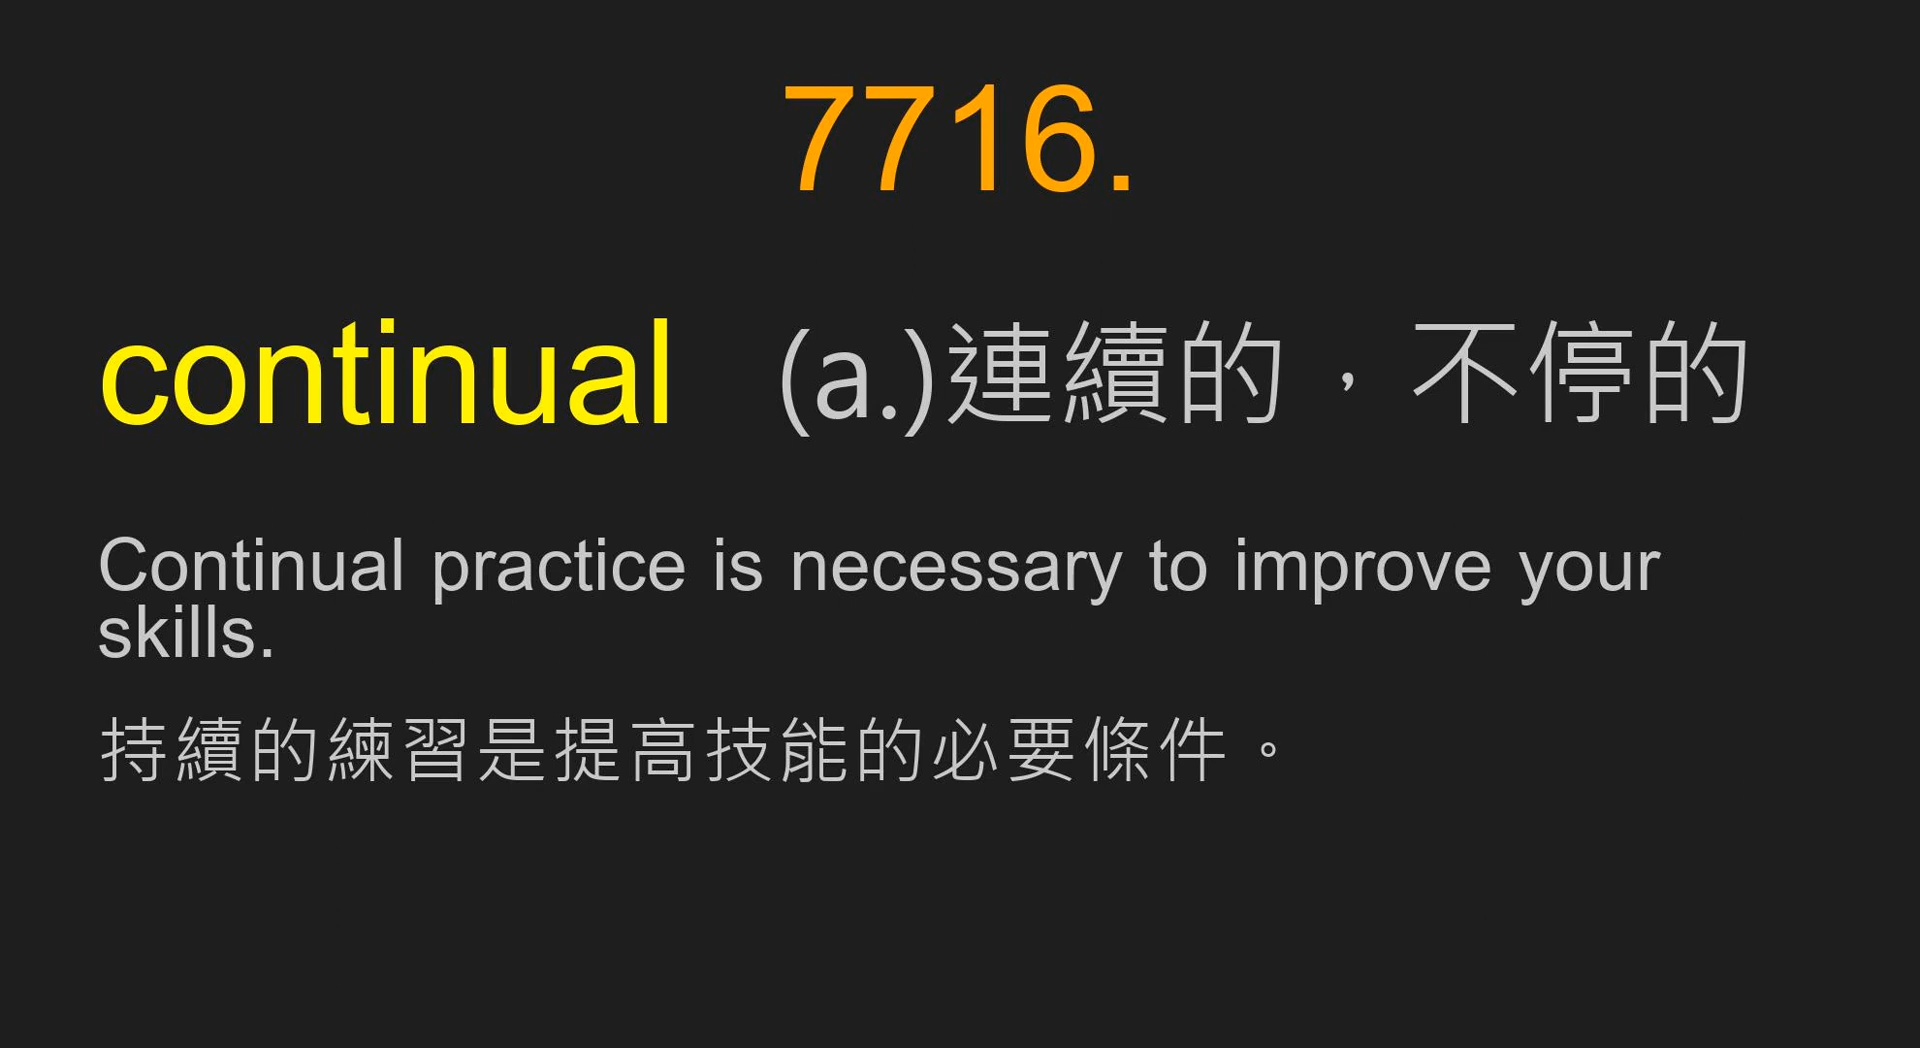 7716.
continual (a.)連續的，不停的
Continual practice is necessary to improve your
skills.
持續的練習是提高技能的必要條件。